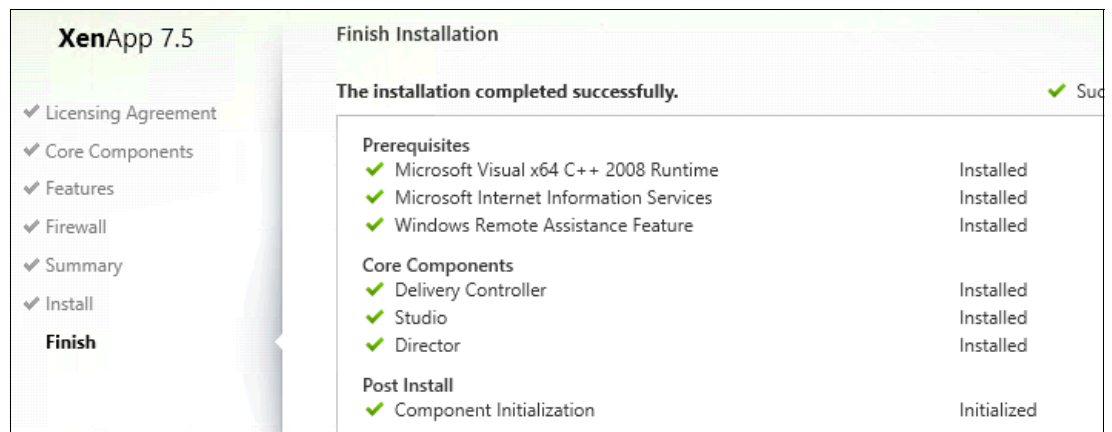 XenApp 7.5
Licensing Agreement
Core Components
Features
Firewall
Summary
Install
Finish
Finish Installation
The installation completed successfully.
Prerequisites
Microsoft Visual x64 C++ 2008 Runtime Installed
Microsoft Internet Information Services Installed
Windows Remote Assistance Feature Installed
Core Components
Delivery Controller Installed
Studio Installed
Director Installed
Post Install
Component Initialization Initialized